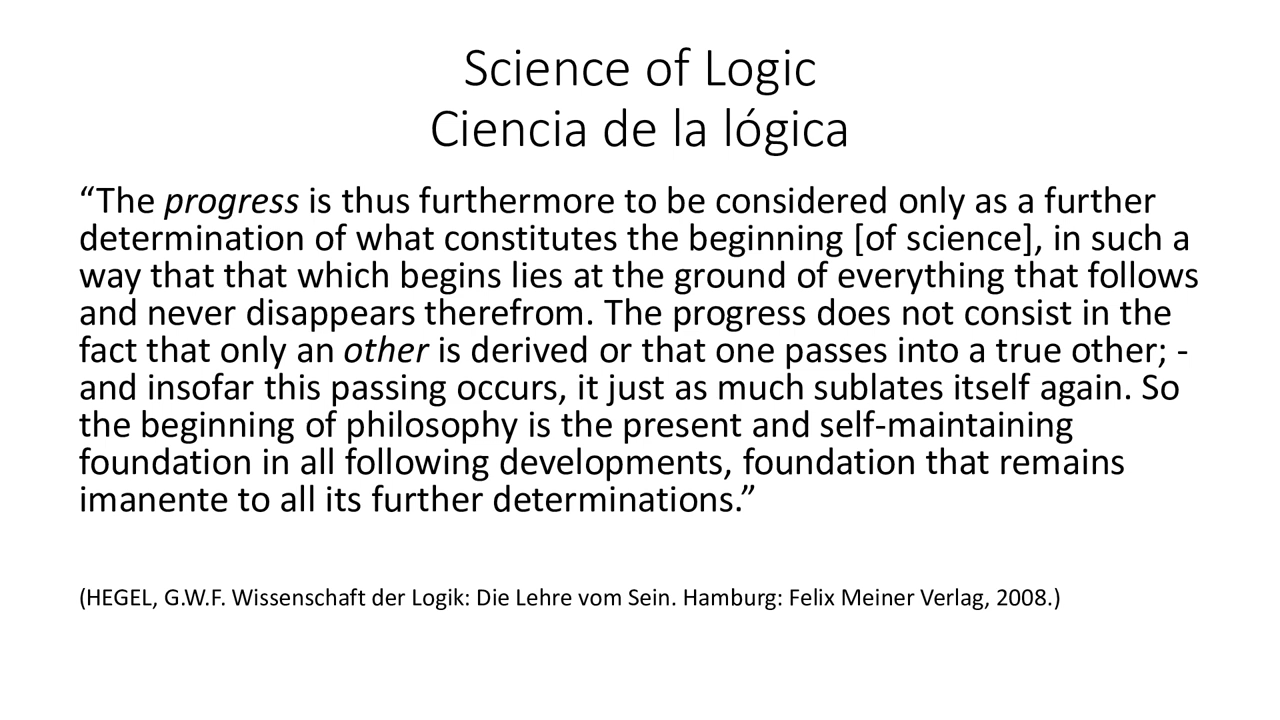 Science of Logic
Ciencia de la lógica
“The progress is thus furthermore to be considered only as a further
determination of what constitutes the beginning [of science], in such a
way that that which begins lies at the ground of everything that follows
and never disappears therefrom. The progress does not consist in the
fact that only an other is derived or that one passes into a true other; -
and insofar this passing occurs, it just as much sublates itself again. So
the beginning of philosophy is the present and self-maintaining
foundation in all following developments, foundation that remains
imanente to all its further determinations.”
(HEGEL, G.W.F. Wissenschaft der Logik: Die Lehre vom Sein. Hamburg: Felix Meiner Verlag, 2008.)